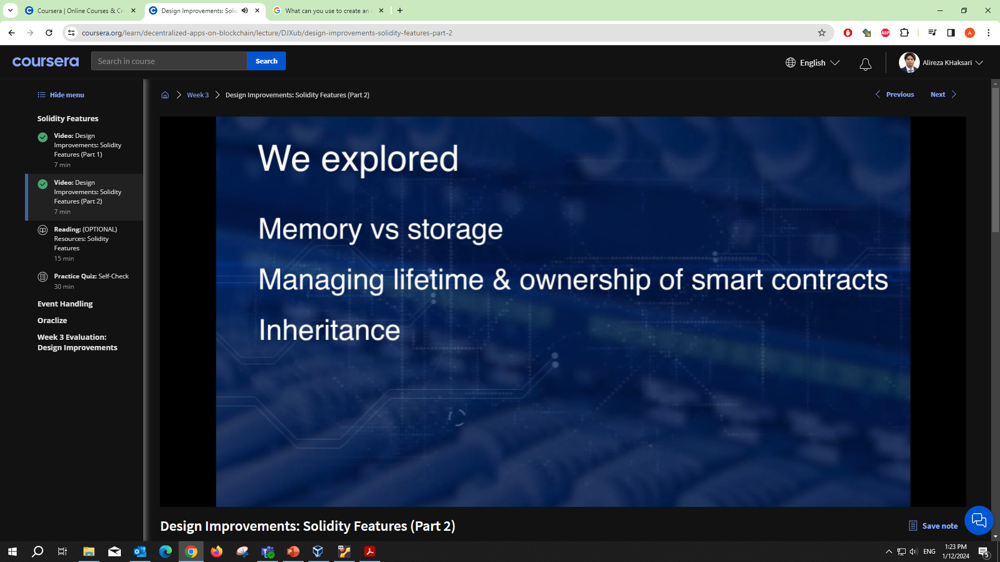 Coursera | Online Courses & Cr
Design Improvements: Solid
What can you use to create an e
coursera.org/learn/decentralized-apps-on-blockchain/lecture/DJXub/design-improvements-solidity-features-part-2
ABP
A
coursera
Search in course
Search
English
Alireza KHaksari
Hide menu
Week 3
Design Improvements: Solidity Features (Part 2)
Previous
Next
Solidity Features
Video: Design
Improvements: Solidity
Features (Part 1)
7 min
Video: Design
Improvements: Solidity
Features (Part 2)
7 min
Reading: (OPTIONAL)
Resources: Solidity
Features
15 min
Practice Quiz: Self-Check
30 min
Event Handling
Oraclize
Week 3 Evaluation:
Design Improvements
We explored
Memory vs storage
Managing lifetime & ownership of smart contracts
Inheritance
Design Improvements: Solidity Features (Part 2)
Save note
ENG
1:23 PM
1/12/2024
5